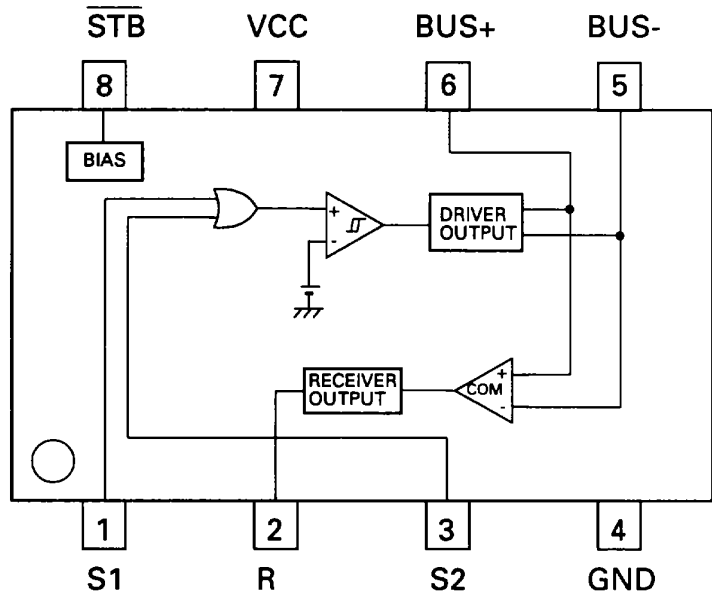 STB VCC BUS+ BUS-
8 7 6 5
BIAS
+
-
DRIVER
OUTPUT
RECEIVER
OUTPUT
COM
+
-
1 2 3 4
S1 R S2 GND